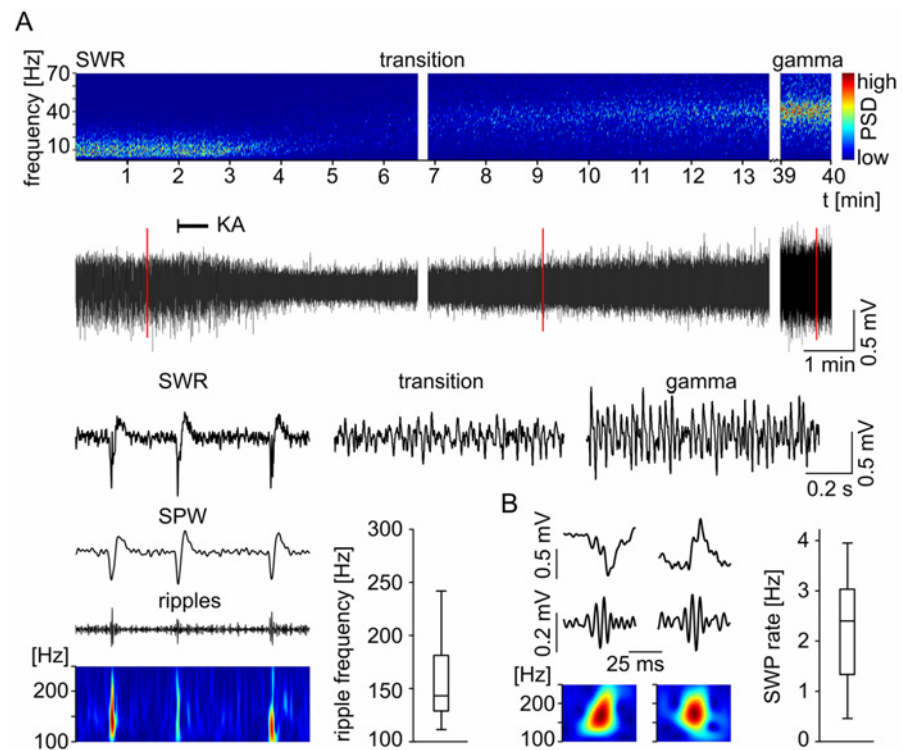 A
SWR transition gamma
frequency [Hz]
70
40
10
high
PSD
low
1 2 3 4 5 6 7 8 9 10 11 12 13 39 40
t [min]
KA
0.5 mV
1 min
SWR transition gamma
0.5 mV
0.2 s
SPW
ripples
[Hz]
200
100
ripple frequency [Hz]
300
250
200
150
100
B
0.5 mV
0.2 mV
25 ms
[Hz]
200
100
SWP rate [Hz]
4
3
2
1
0